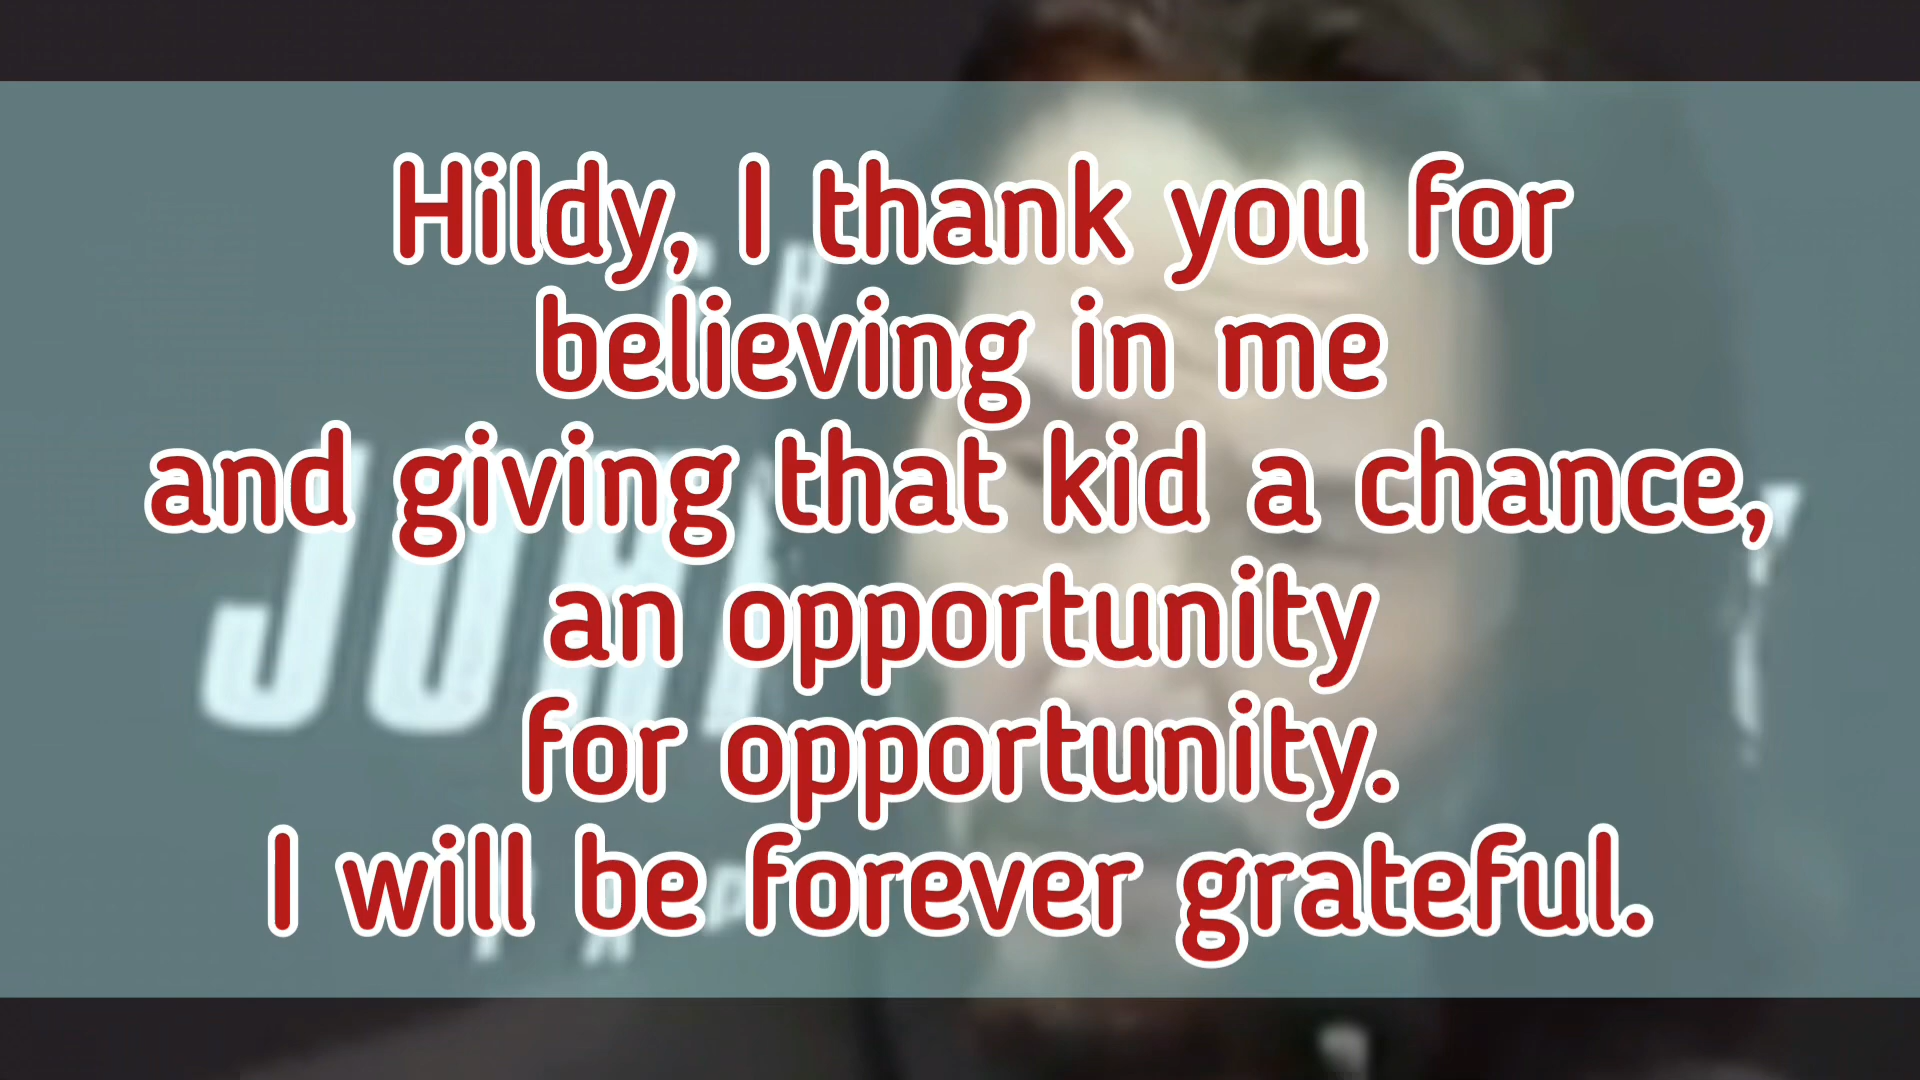 Hildy, I thank you for
believing in me
and giving that kid a chance,
an opportunity
for opportunity.
I will be forever grateful.